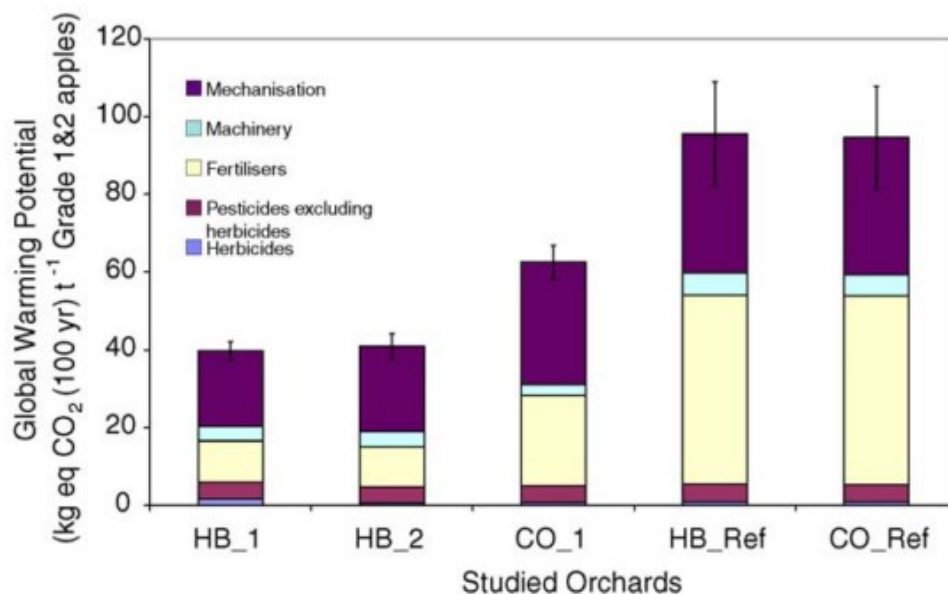 Global Warming Potential
(kg eq CO₂ (100 yr) t⁻¹ Grade 1&2 apples)
120
100
80
60
40
20
0
Mechanisation
Machinery
Fertilisers
Pesticides excluding
herbicides
Herbicides
HB_1 HB_2 CO_1 HB_Ref CO_Ref
Studied Orchards